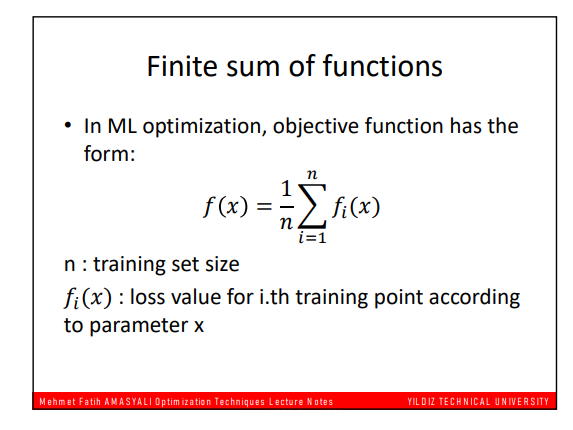 Finite sum of functions
• In ML optimization, objective function has the
form:
f(x) = \frac{1}{n} \sum_{i=1}^{n} f_i(x)
n : training set size
f_i(x) : loss value for i.th training point according
to parameter x
Mehmet Fatih AMASYALI Optimization Techniques Lecture Notes YILDIZ TECHNICAL UNIVERSITY